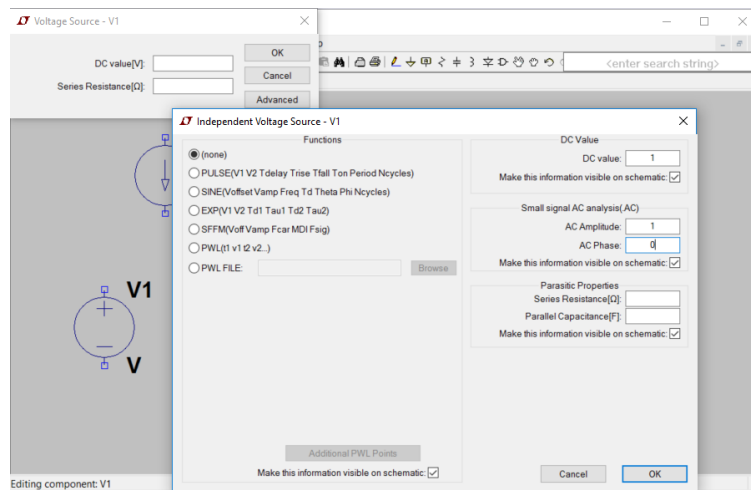 Voltage Source - V1
DC value[V]:
Series Resistance[Ω]:
OK
Cancel
Advanced
<enter search string>
Independent Voltage Source - V1
Functions
(none)
PULSE(V1 V2 Tdelay Trise Tfall Ton Period Ncycles)
SINE(Voffset Vamp Freq Td Theta Phi Ncycles)
EXP(V1 V2 Td1 Tau1 Td2 Tau2)
SFFM(Voff Vamp Fcar MDI Fsig)
PWL(t1 v1 t2 v2...)
PWL FILE:
Browse
Additional PWL Points
Make this information visible on schematic:
DC Value
DC value: 1
Make this information visible on schematic:
Small signal AC analysis(.AC)
AC Amplitude: 1
AC Phase: 0
Make this information visible on schematic:
Parasitic Properties
Series Resistance[Ω]:
Parallel Capacitance[F]:
Make this information visible on schematic:
Cancel
OK
V1
V
Editing component: V1